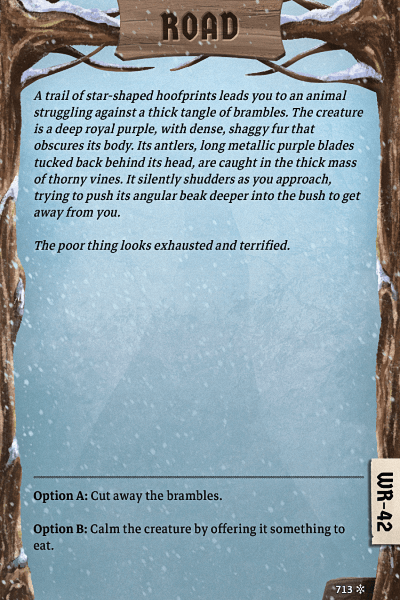 ROAD
A trail of star-shaped hoofprints leads you to an animal
struggling against a thick tangle of brambles. The creature
is a deep royal purple, with dense, shaggy fur that
obscures its body. Its antlers, long metallic purple blades
tucked back behind its head, are caught in the thick mass
of thorny vines. It silently shudders as you approach,
trying to push its angular beak deeper into the bush to get
away from you.
The poor thing looks exhausted and terrified.
Option A: Cut away the brambles.
Option B: Calm the creature by offering it something to
eat.
WR-42
713 ✻